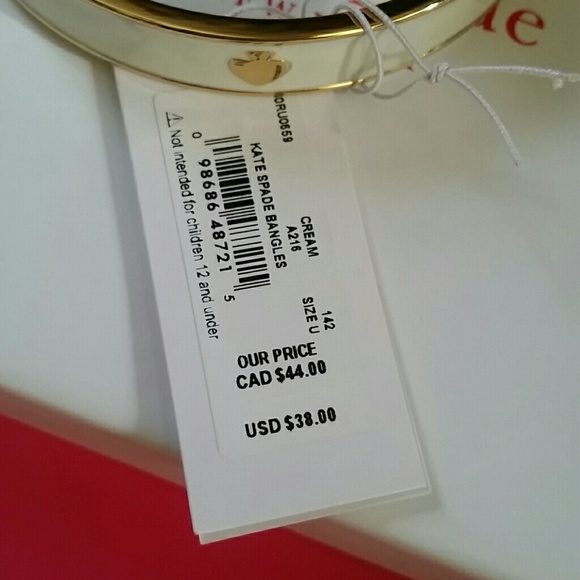 ORU0659
KATE SPADE BANGLES
CREAM
A216
142
SIZE U
0 98686 48721 5
⚠ Not intended for children 12 and under
OUR PRICE
CAD $44.00
USD $38.00